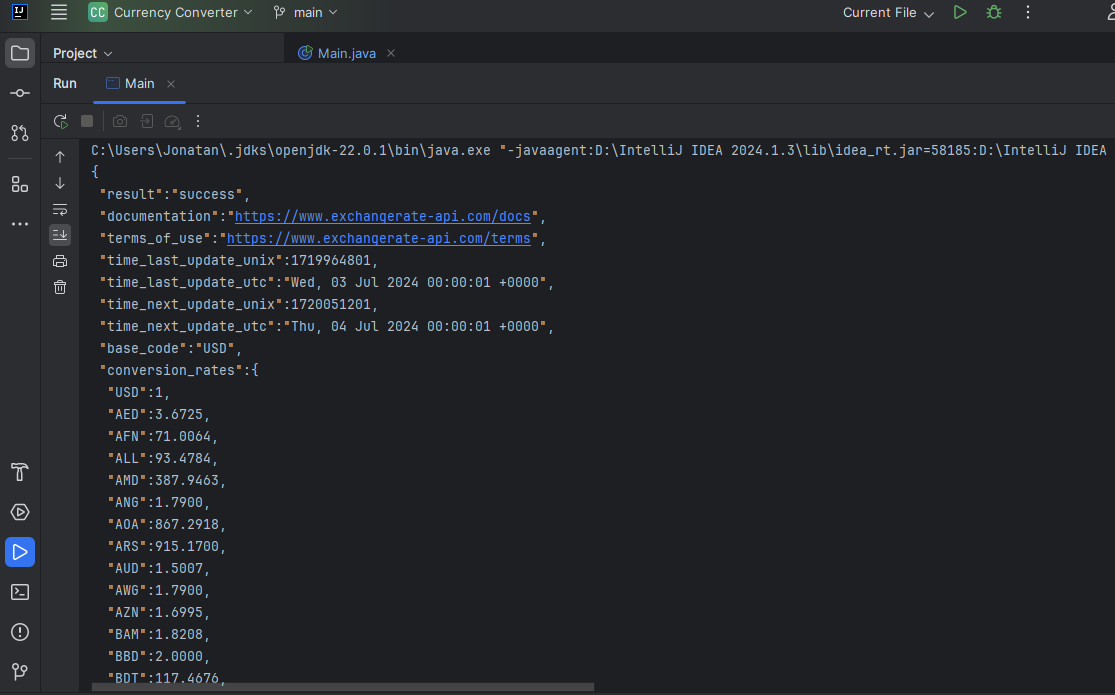 IJ
CC Currency Converter main Current File
Project Main.java
Run Main
C:\Users\Jonatan\.jdks\openjdk-22.0.1\bin\java.exe "-javaagent:D:\IntelliJ IDEA 2024.1.3\lib\idea_rt.jar=58185:D:\IntelliJ IDEA
{
"result":"success",
"documentation":"https://www.exchangerate-api.com/docs",
"terms_of_use":"https://www.exchangerate-api.com/terms",
"time_last_update_unix":1719964801,
"time_last_update_utc":"Wed, 03 Jul 2024 00:00:01 +0000",
"time_next_update_unix":1720051201,
"time_next_update_utc":"Thu, 04 Jul 2024 00:00:01 +0000",
"base_code":"USD",
"conversion_rates":{
"USD":1,
"AED":3.6725,
"AFN":71.0064,
"ALL":93.4784,
"AMD":387.9463,
"ANG":1.7900,
"AOA":867.2918,
"ARS":915.1700,
"AUD":1.5007,
"AWG":1.7900,
"AZN":1.6995,
"BAM":1.8208,
"BBD":2.0000,
"BDT":117.4676,